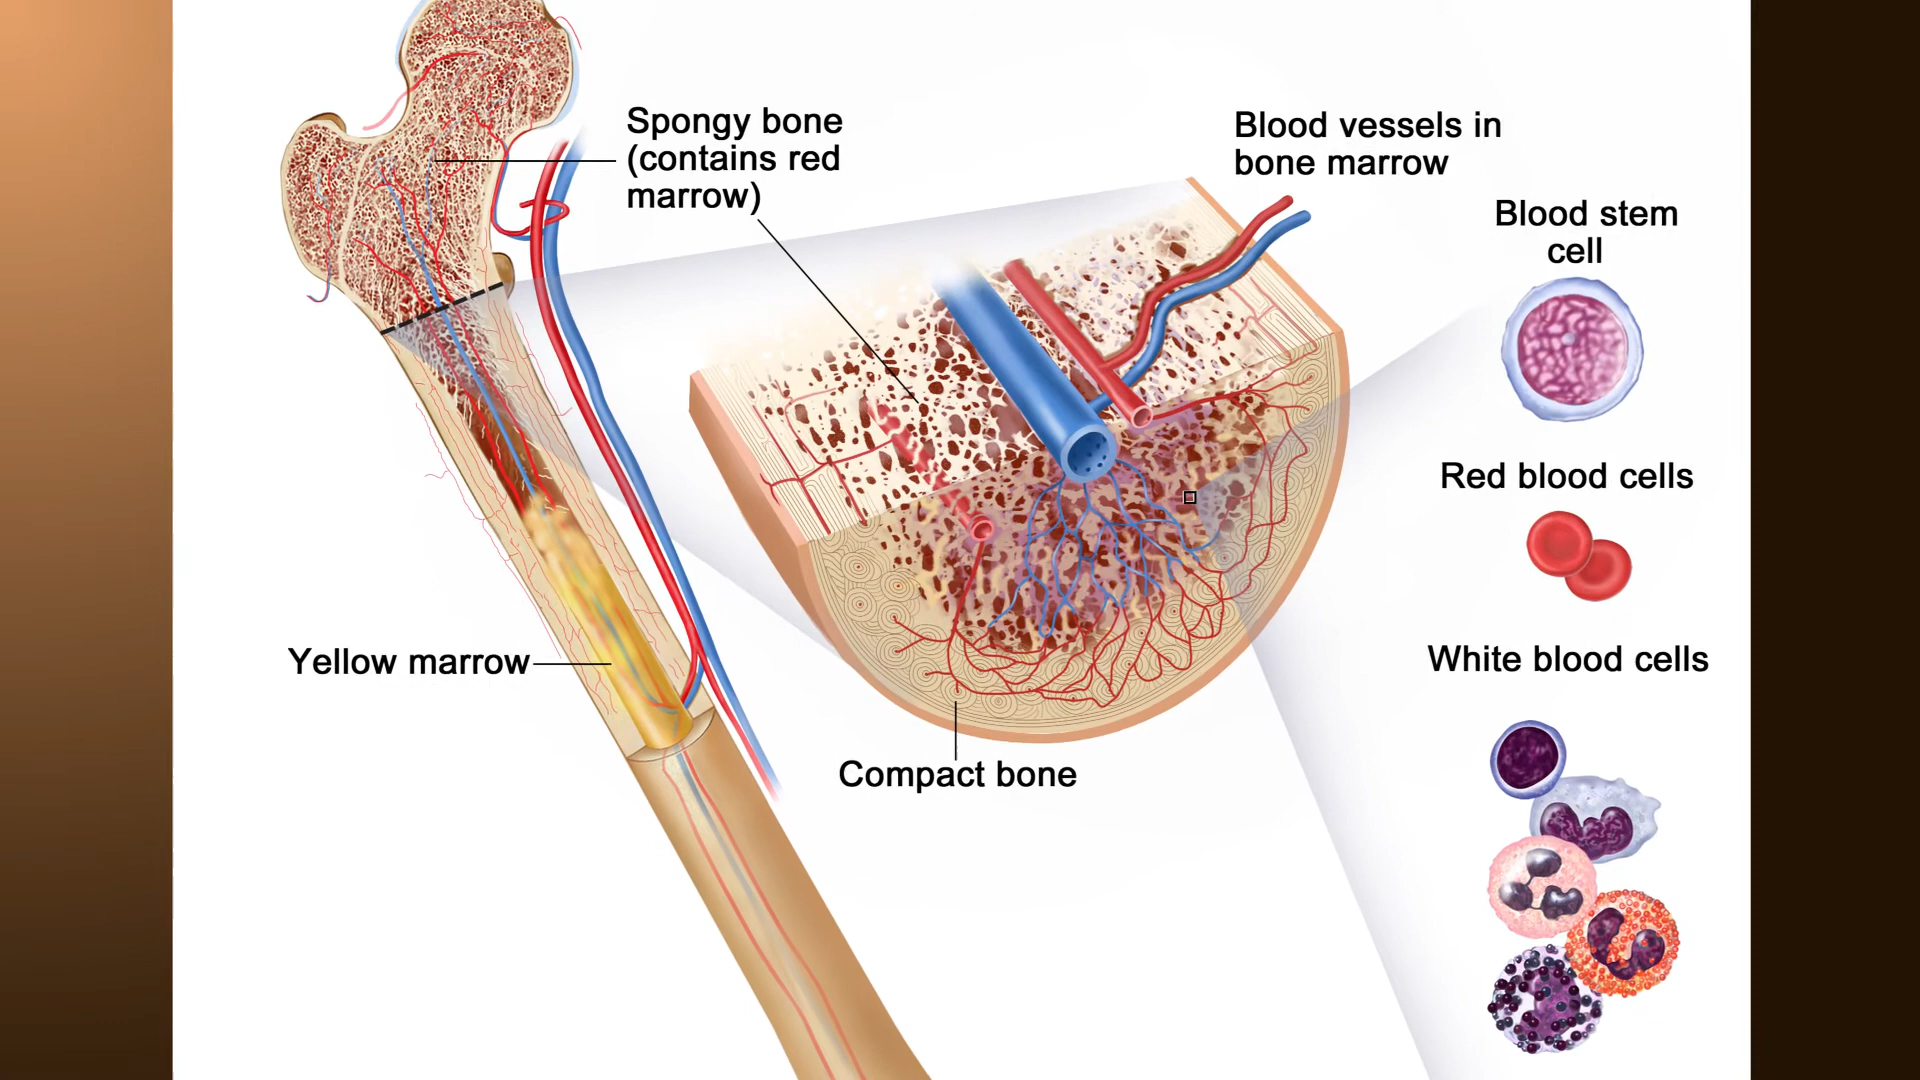 Spongy bone
(contains red
marrow)
Blood vessels in
bone marrow
Blood stem
cell
Red blood cells
White blood cells
Yellow marrow
Compact bone